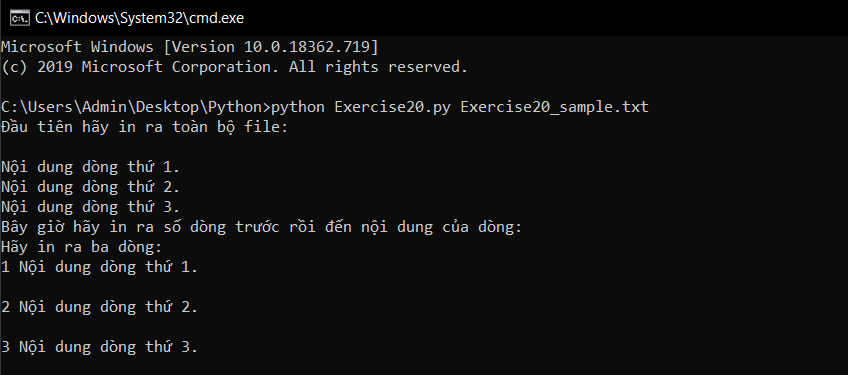 C:\Windows\System32\cmd.exe
Microsoft Windows [Version 10.0.18362.719]
(c) 2019 Microsoft Corporation. All rights reserved.
C:\Users\Admin\Desktop\Python>python Exercise20.py Exercise20_sample.txt
Đầu tiên hãy in ra toàn bộ file:
Nội dung dòng thứ 1.
Nội dung dòng thứ 2.
Nội dung dòng thứ 3.
Bây giờ hãy in ra số dòng trước rồi đến nội dung của dòng:
Hãy in ra ba dòng:
1 Nội dung dòng thứ 1.
2 Nội dung dòng thứ 2.
3 Nội dung dòng thứ 3.